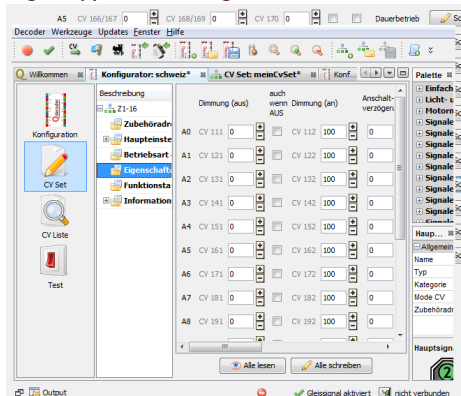 A5 CV 166/167 0 CV 168/169 0 CV 170 0 Dauerbetrieb
Decoder Werkzeuge Updates Fenster Hilfe
Willkommen Konfigurator: schweiz* CV Set: meinCvSet* Konf... Palette
Beschreibung
Z1-16
Zubehöradr
Haupteinste
Betriebsart
Eigenschaft
Funktionsta
Information
Konfiguration
CV Set
CV Liste
Test
Dimmung (aus) auch wenn AUS Dimmung (an) Anschalt-verzögeru
A0 CV 111 0 CV 112 100 0
A1 CV 121 0 CV 122 100 0
A2 CV 131 0 CV 132 100 0
A3 CV 141 0 CV 142 100 0
A4 CV 151 0 CV 152 100 0
A5 CV 161 0 CV 162 100 0
A6 CV 171 0 CV 172 100 0
A7 CV 181 0 CV 182 100 0
A8 CV 191 0 CV 192 100 0
Alle lesen Alle schreiben
Einfach
Licht- u
Motorn
Signale
Signale
Signale
Signale
Signale
Signale
Signale
Haup...
Allgemein
Name
Typ
Kategorie
Mode CV
Zubehöradr
Hauptsigna
2
Output Gleissignal aktiviert nicht verbunden